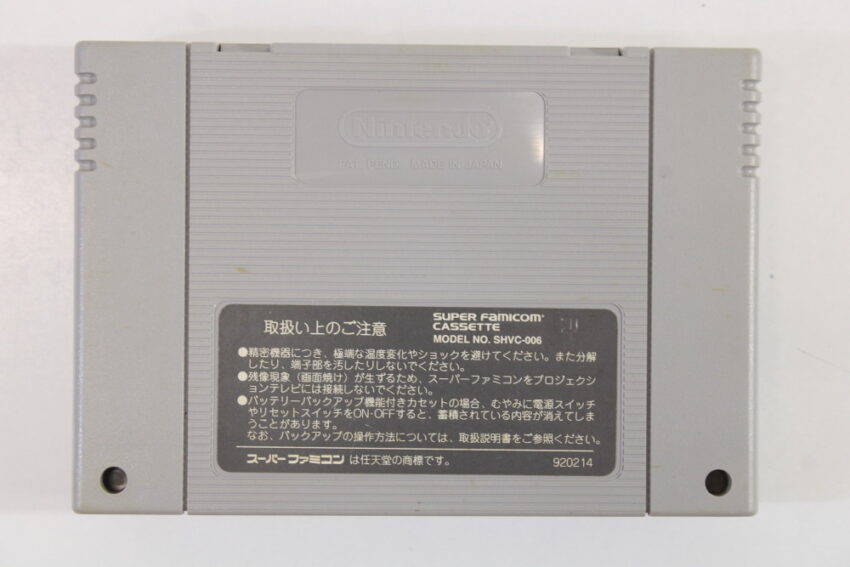 Nintendo
PAT. PEND. MADE IN JAPAN
取扱い上のご注意
SUPER FAMICOM
CASSETTE
MODEL NO. SHVC-006
●精密機器につき、極端な温度変化やショックを避けてください。また分解
したり、端子部を汚したりしないでください。
●残像現象(画面焼け)が生ずるため、スーパーファミコンをプロジェクシ
ョンテレビには接続しないでください。
●バッテリーバックアップ機能付きカセットの場合、むやみに電源スイッチ
やリセットスイッチをON·OFFすると、蓄積されている内容が消えてしま
うことがあります。
なお、バックアップの操作方法については、取扱説明書をご参照ください。
スーパーファミコン は任天堂の商標です。
920214